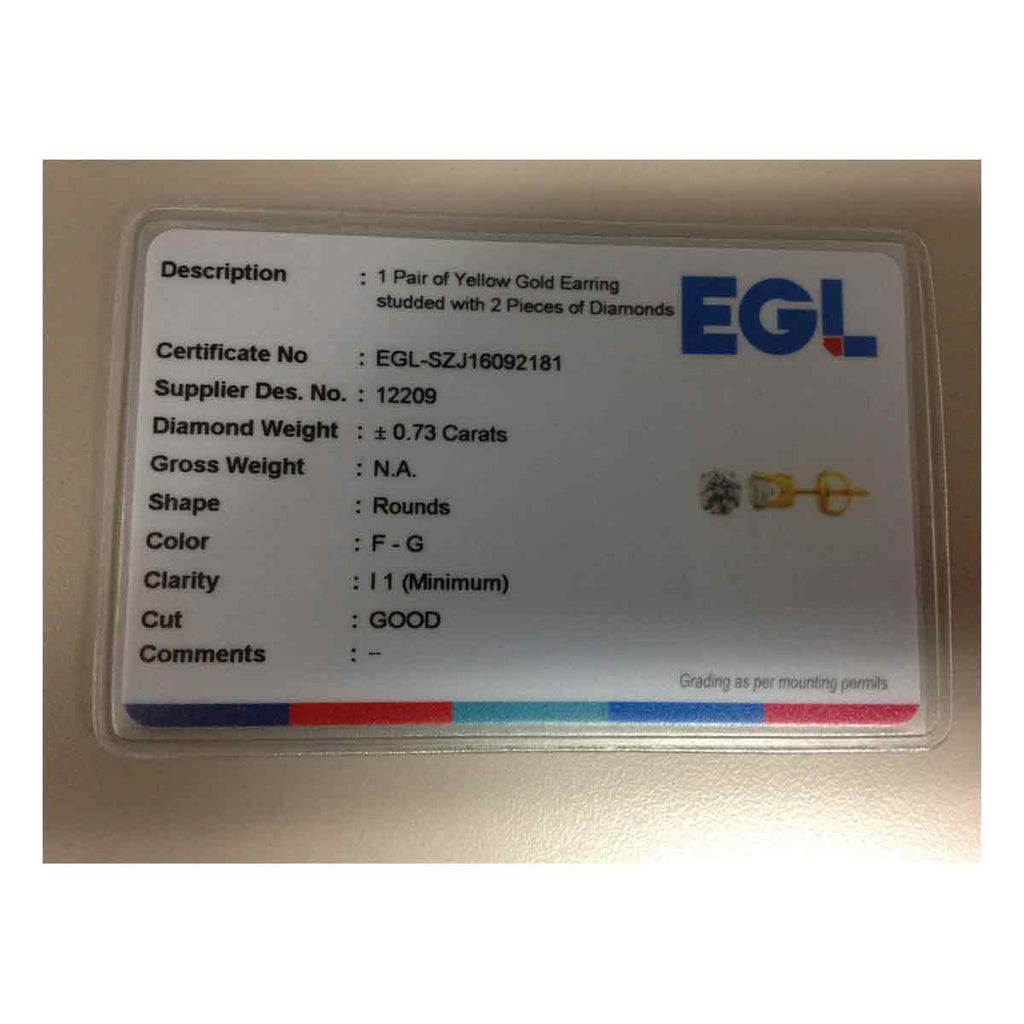 Description : 1 Pair of Yellow Gold Earring
studded with 2 Pieces of Diamonds
EGL
Certificate No : EGL-SZJ16092181
Supplier Des. No. : 12209
Diamond Weight : ± 0.73 Carats
Gross Weight : N.A.
Shape : Rounds
Color : F - G
Clarity : I 1 (Minimum)
Cut : GOOD
Comments : –
Grading as per mounting permits